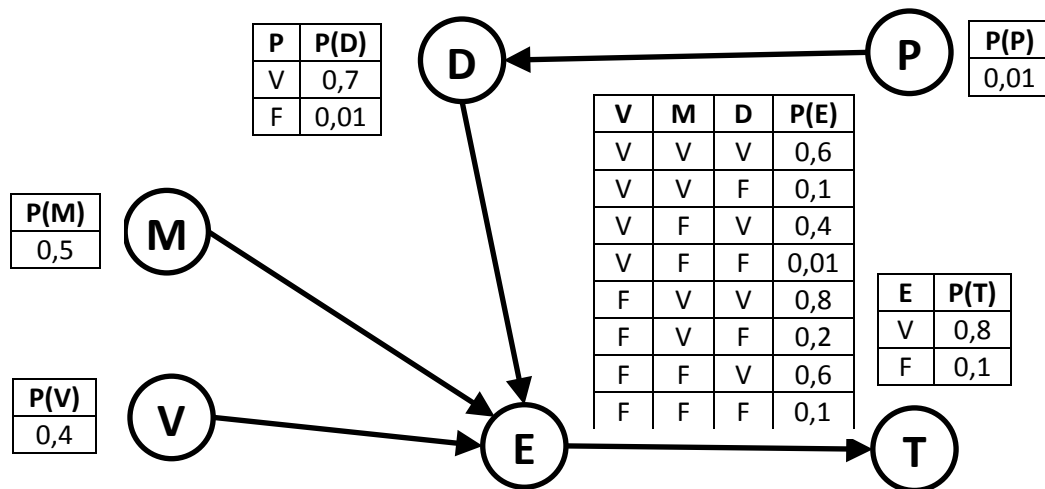 P P(D)
V 0,7
F 0,01
D
P
P(P)
0,01
V M D P(E)
V V V 0,6
V V F 0,1
V F V 0,4
V F F 0,01
F V V 0,8
F V F 0,2
F F V 0,6
F F F 0,1
P(M)
0,5
M
E P(T)
V 0,8
F 0,1
P(V)
0,4
V
E
T